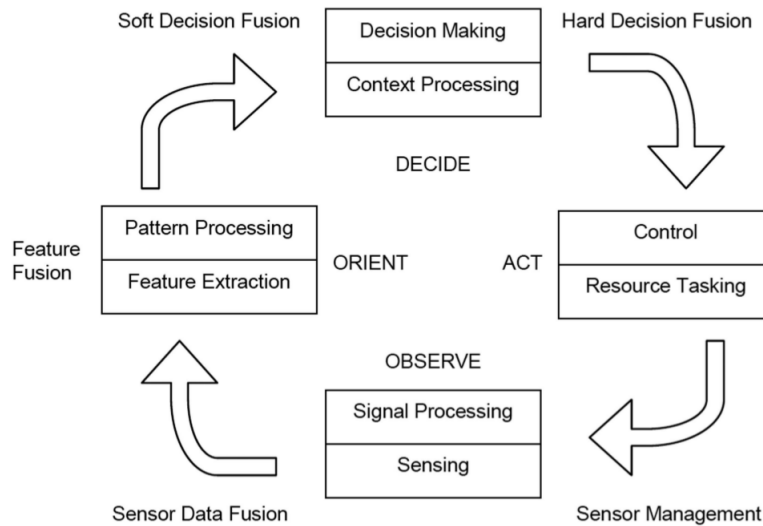 Soft Decision Fusion
Decision Making
Hard Decision Fusion
Context Processing
DECIDE
Pattern Processing
Control
Feature
Fusion
ORIENT
ACT
Feature Extraction
Resource Tasking
OBSERVE
Signal Processing
Sensing
Sensor Data Fusion
Sensor Management